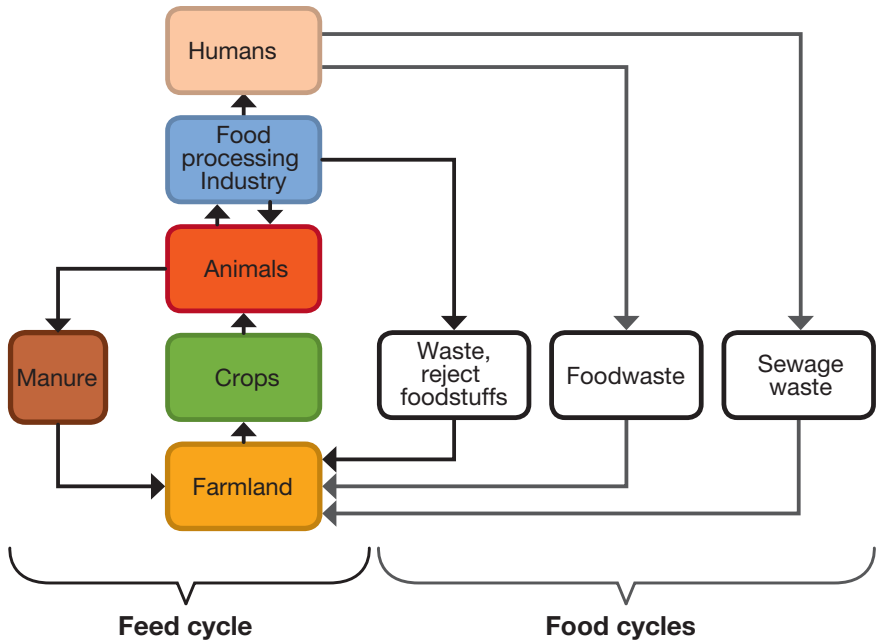 Humans
Food
processing
Industry
Animals
Manure
Crops
Waste,
reject
foodstuffs
Foodwaste
Sewage
waste
Farmland
Feed cycle
Food cycles